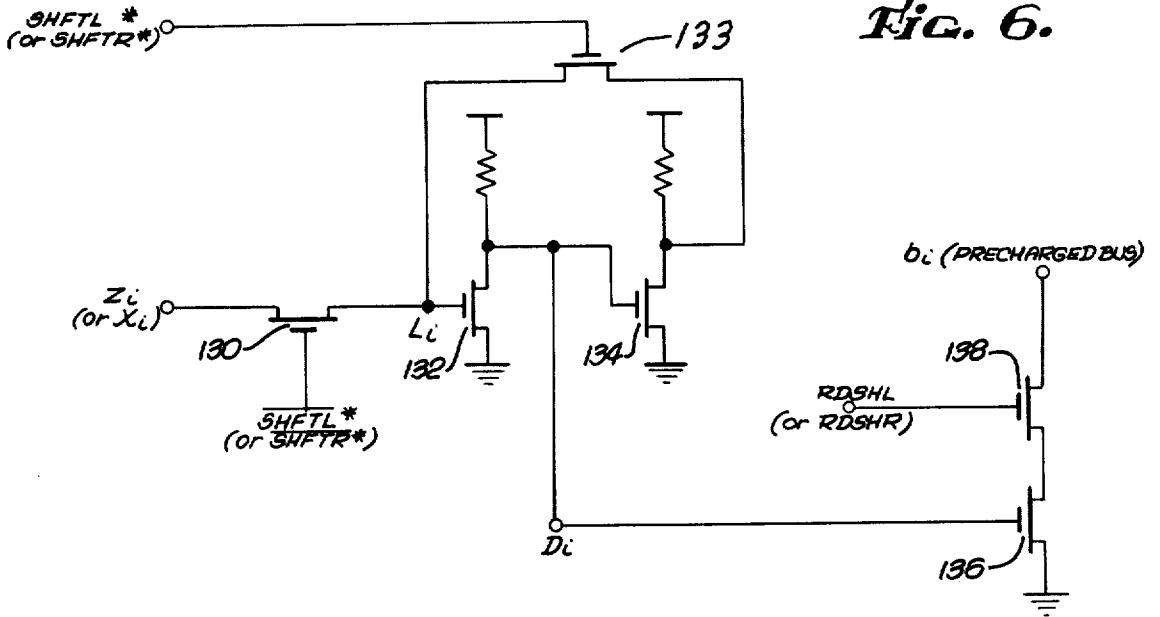 SHFTL *
(or SHFTR*)
Fig. 6.
133
bi (PRECHARGED BUS)
Zi
(or Xi)
130
Li
132
134
138
SHFTL *
(or SHFTR*)
RDSHL
(or RDSHR)
Di
136